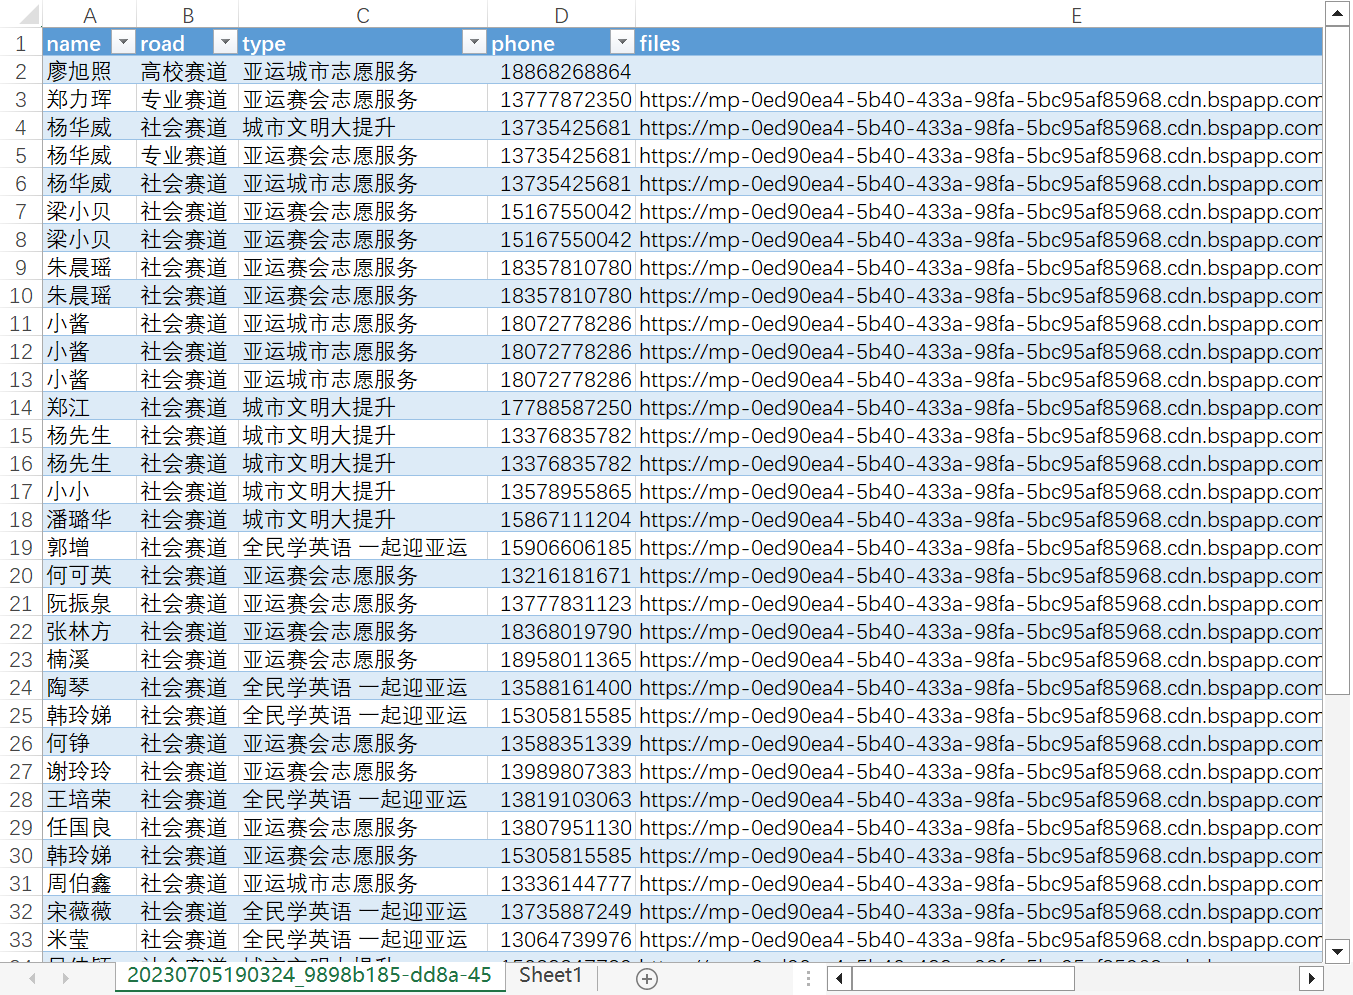 A B C D E
1 name road type phone files
2 廖旭照 高校赛道 亚运城市志愿服务 18868268864
3 郑力珲 专业赛道 亚运赛会志愿服务 13777872350 https://mp-0ed90ea4-5b40-433a-98fa-5bc95af85968.cdn.bspapp.com
4 杨华威 社会赛道 城市文明大提升 13735425681 https://mp-0ed90ea4-5b40-433a-98fa-5bc95af85968.cdn.bspapp.com
5 杨华威 专业赛道 亚运赛会志愿服务 13735425681 https://mp-0ed90ea4-5b40-433a-98fa-5bc95af85968.cdn.bspapp.com
6 杨华威 社会赛道 亚运城市志愿服务 13735425681 https://mp-0ed90ea4-5b40-433a-98fa-5bc95af85968.cdn.bspapp.com
7 梁小贝 社会赛道 亚运赛会志愿服务 15167550042 https://mp-0ed90ea4-5b40-433a-98fa-5bc95af85968.cdn.bspapp.com
8 梁小贝 社会赛道 亚运赛会志愿服务 15167550042 https://mp-0ed90ea4-5b40-433a-98fa-5bc95af85968.cdn.bspapp.com
9 朱晨瑶 社会赛道 亚运赛会志愿服务 18357810780 https://mp-0ed90ea4-5b40-433a-98fa-5bc95af85968.cdn.bspapp.com
10 朱晨瑶 社会赛道 亚运赛会志愿服务 18357810780 https://mp-0ed90ea4-5b40-433a-98fa-5bc95af85968.cdn.bspapp.com
11 小酱 社会赛道 亚运城市志愿服务 18072778286 https://mp-0ed90ea4-5b40-433a-98fa-5bc95af85968.cdn.bspapp.com
12 小酱 社会赛道 亚运城市志愿服务 18072778286 https://mp-0ed90ea4-5b40-433a-98fa-5bc95af85968.cdn.bspapp.com
13 小酱 社会赛道 亚运城市志愿服务 18072778286 https://mp-0ed90ea4-5b40-433a-98fa-5bc95af85968.cdn.bspapp.com
14 郑江 社会赛道 城市文明大提升 17788587250 https://mp-0ed90ea4-5b40-433a-98fa-5bc95af85968.cdn.bspapp.com
15 杨先生 社会赛道 城市文明大提升 13376835782 https://mp-0ed90ea4-5b40-433a-98fa-5bc95af85968.cdn.bspapp.com
16 杨先生 社会赛道 城市文明大提升 13376835782 https://mp-0ed90ea4-5b40-433a-98fa-5bc95af85968.cdn.bspapp.com
17 小小 社会赛道 城市文明大提升 13578955865 https://mp-0ed90ea4-5b40-433a-98fa-5bc95af85968.cdn.bspapp.com
18 潘璐华 社会赛道 城市文明大提升 15867111204 https://mp-0ed90ea4-5b40-433a-98fa-5bc95af85968.cdn.bspapp.com
19 郭增 社会赛道 全民学英语 一起迎亚运 15906606185 https://mp-0ed90ea4-5b40-433a-98fa-5bc95af85968.cdn.bspapp.com
20 何可英 社会赛道 亚运赛会志愿服务 13216181671 https://mp-0ed90ea4-5b40-433a-98fa-5bc95af85968.cdn.bspapp.com
21 阮振泉 社会赛道 亚运赛会志愿服务 13777831123 https://mp-0ed90ea4-5b40-433a-98fa-5bc95af85968.cdn.bspapp.com
22 张林方 社会赛道 亚运赛会志愿服务 18368019790 https://mp-0ed90ea4-5b40-433a-98fa-5bc95af85968.cdn.bspapp.com
23 楠溪 社会赛道 亚运赛会志愿服务 18958011365 https://mp-0ed90ea4-5b40-433a-98fa-5bc95af85968.cdn.bspapp.com
24 陶琴 社会赛道 全民学英语 一起迎亚运 13588161400 https://mp-0ed90ea4-5b40-433a-98fa-5bc95af85968.cdn.bspapp.com
25 韩玲娣 社会赛道 全民学英语 一起迎亚运 15305815585 https://mp-0ed90ea4-5b40-433a-98fa-5bc95af85968.cdn.bspapp.com
26 何铮 社会赛道 亚运赛会志愿服务 13588351339 https://mp-0ed90ea4-5b40-433a-98fa-5bc95af85968.cdn.bspapp.com
27 谢玲玲 社会赛道 亚运赛会志愿服务 13989807383 https://mp-0ed90ea4-5b40-433a-98fa-5bc95af85968.cdn.bspapp.com
28 王培荣 社会赛道 全民学英语 一起迎亚运 13819103063 https://mp-0ed90ea4-5b40-433a-98fa-5bc95af85968.cdn.bspapp.com
29 任国良 社会赛道 亚运赛会志愿服务 13807951130 https://mp-0ed90ea4-5b40-433a-98fa-5bc95af85968.cdn.bspapp.com
30 韩玲娣 社会赛道 亚运赛会志愿服务 15305815585 https://mp-0ed90ea4-5b40-433a-98fa-5bc95af85968.cdn.bspapp.com
31 周伯鑫 社会赛道 亚运城市志愿服务 13336144777 https://mp-0ed90ea4-5b40-433a-98fa-5bc95af85968.cdn.bspapp.com
32 宋薇薇 社会赛道 全民学英语 一起迎亚运 13735887249 https://mp-0ed90ea4-5b40-433a-98fa-5bc95af85968.cdn.bspapp.com
33 米莹 社会赛道 全民学英语 一起迎亚运 13064739976 https://mp-0ed90ea4-5b40-433a-98fa-5bc95af85968.cdn.bspapp.com
20230705190324_9898b185-dd8a-45 Sheet1